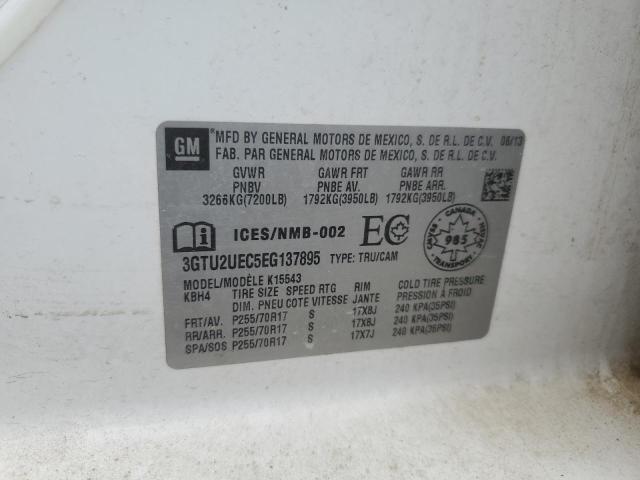 GM
*MFD BY GENERAL MOTORS DE MEXICO, S. DE R.L. DE C.V. 06/13
FAB. PAR GENERAL MOTORS DE MEXICO, S. DE R.L. DE C.V.
GVWR GAWR FRT GAWR RR
PNBV PNBE AV. PNBE ARR.
3266KG(7200LB) 1792KG(3950LB) 1792KG(3950LB)
ICES/NMB-002 EC CANADA 985
3GTU2UEC5EG137895 TYPE: TRU/CAM
MODEL/MODÈLE K15543
KBH4 TIRE SIZE SPEED RTG RIM COLD TIRE PRESSURE
DIM. PNEU COTE VITESSE JANTE PRESSION À FROID
FRT/AV. P255/70R17 S 17X8J 240 KPA(35PSI)
RR/ARR. P255/70R17 S 17X8J 240 KPA(35PSI)
SPA/SOS P255/70R17 S 17X7J 240 KPA(35PSI)